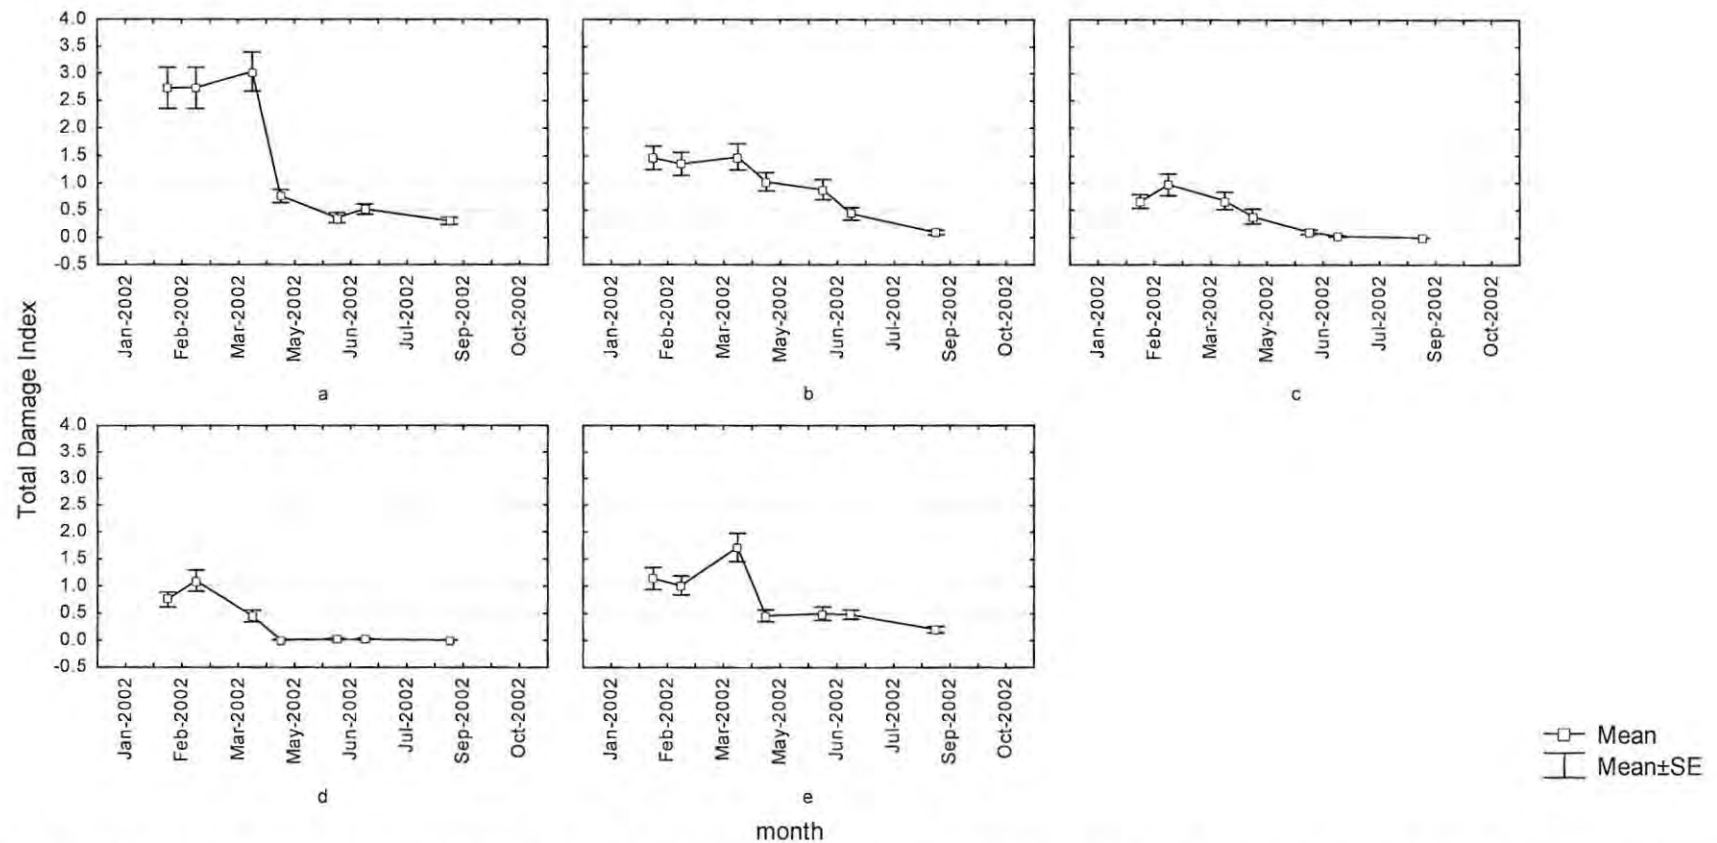 4.0
3.5
3.0
2.5
2.0
1.5
1.0
0.5
0.0
-0.5
Jan-2002 Feb-2002 Mar-2002 May-2002 Jun-2002 Jul-2002 Sep-2002 Oct-2002
a
Jan-2002 Feb-2002 Mar-2002 May-2002 Jun-2002 Jul-2002 Sep-2002 Oct-2002
b
Jan-2002 Feb-2002 Mar-2002 May-2002 Jun-2002 Jul-2002 Sep-2002 Oct-2002
c
Total Damage Index
4.0
3.5
3.0
2.5
2.0
1.5
1.0
0.5
0.0
-0.5
Jan-2002 Feb-2002 Mar-2002 May-2002 Jun-2002 Jul-2002 Sep-2002 Oct-2002
d
Jan-2002 Feb-2002 Mar-2002 May-2002 Jun-2002 Jul-2002 Sep-2002 Oct-2002
e
month
Mean
Mean±SE